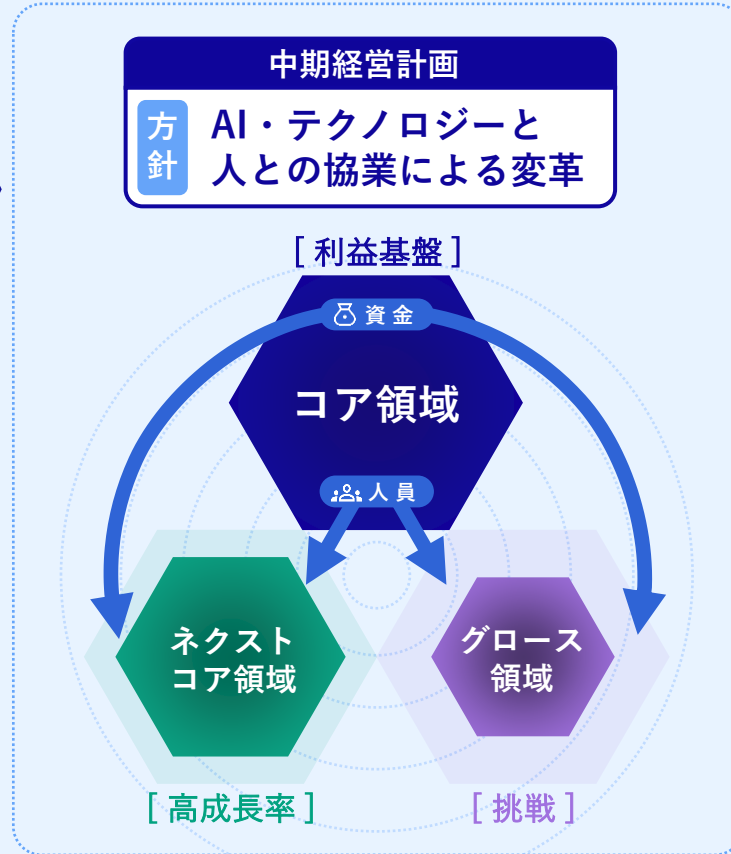 中期経営計画
方針
AI・テクノロジーと
人との協業による変革
[ 利益基盤 ]
資金
コア領域
人員
ネクスト
コア領域
グロース
領域
[ 高成長率 ]
[ 挑戦 ]